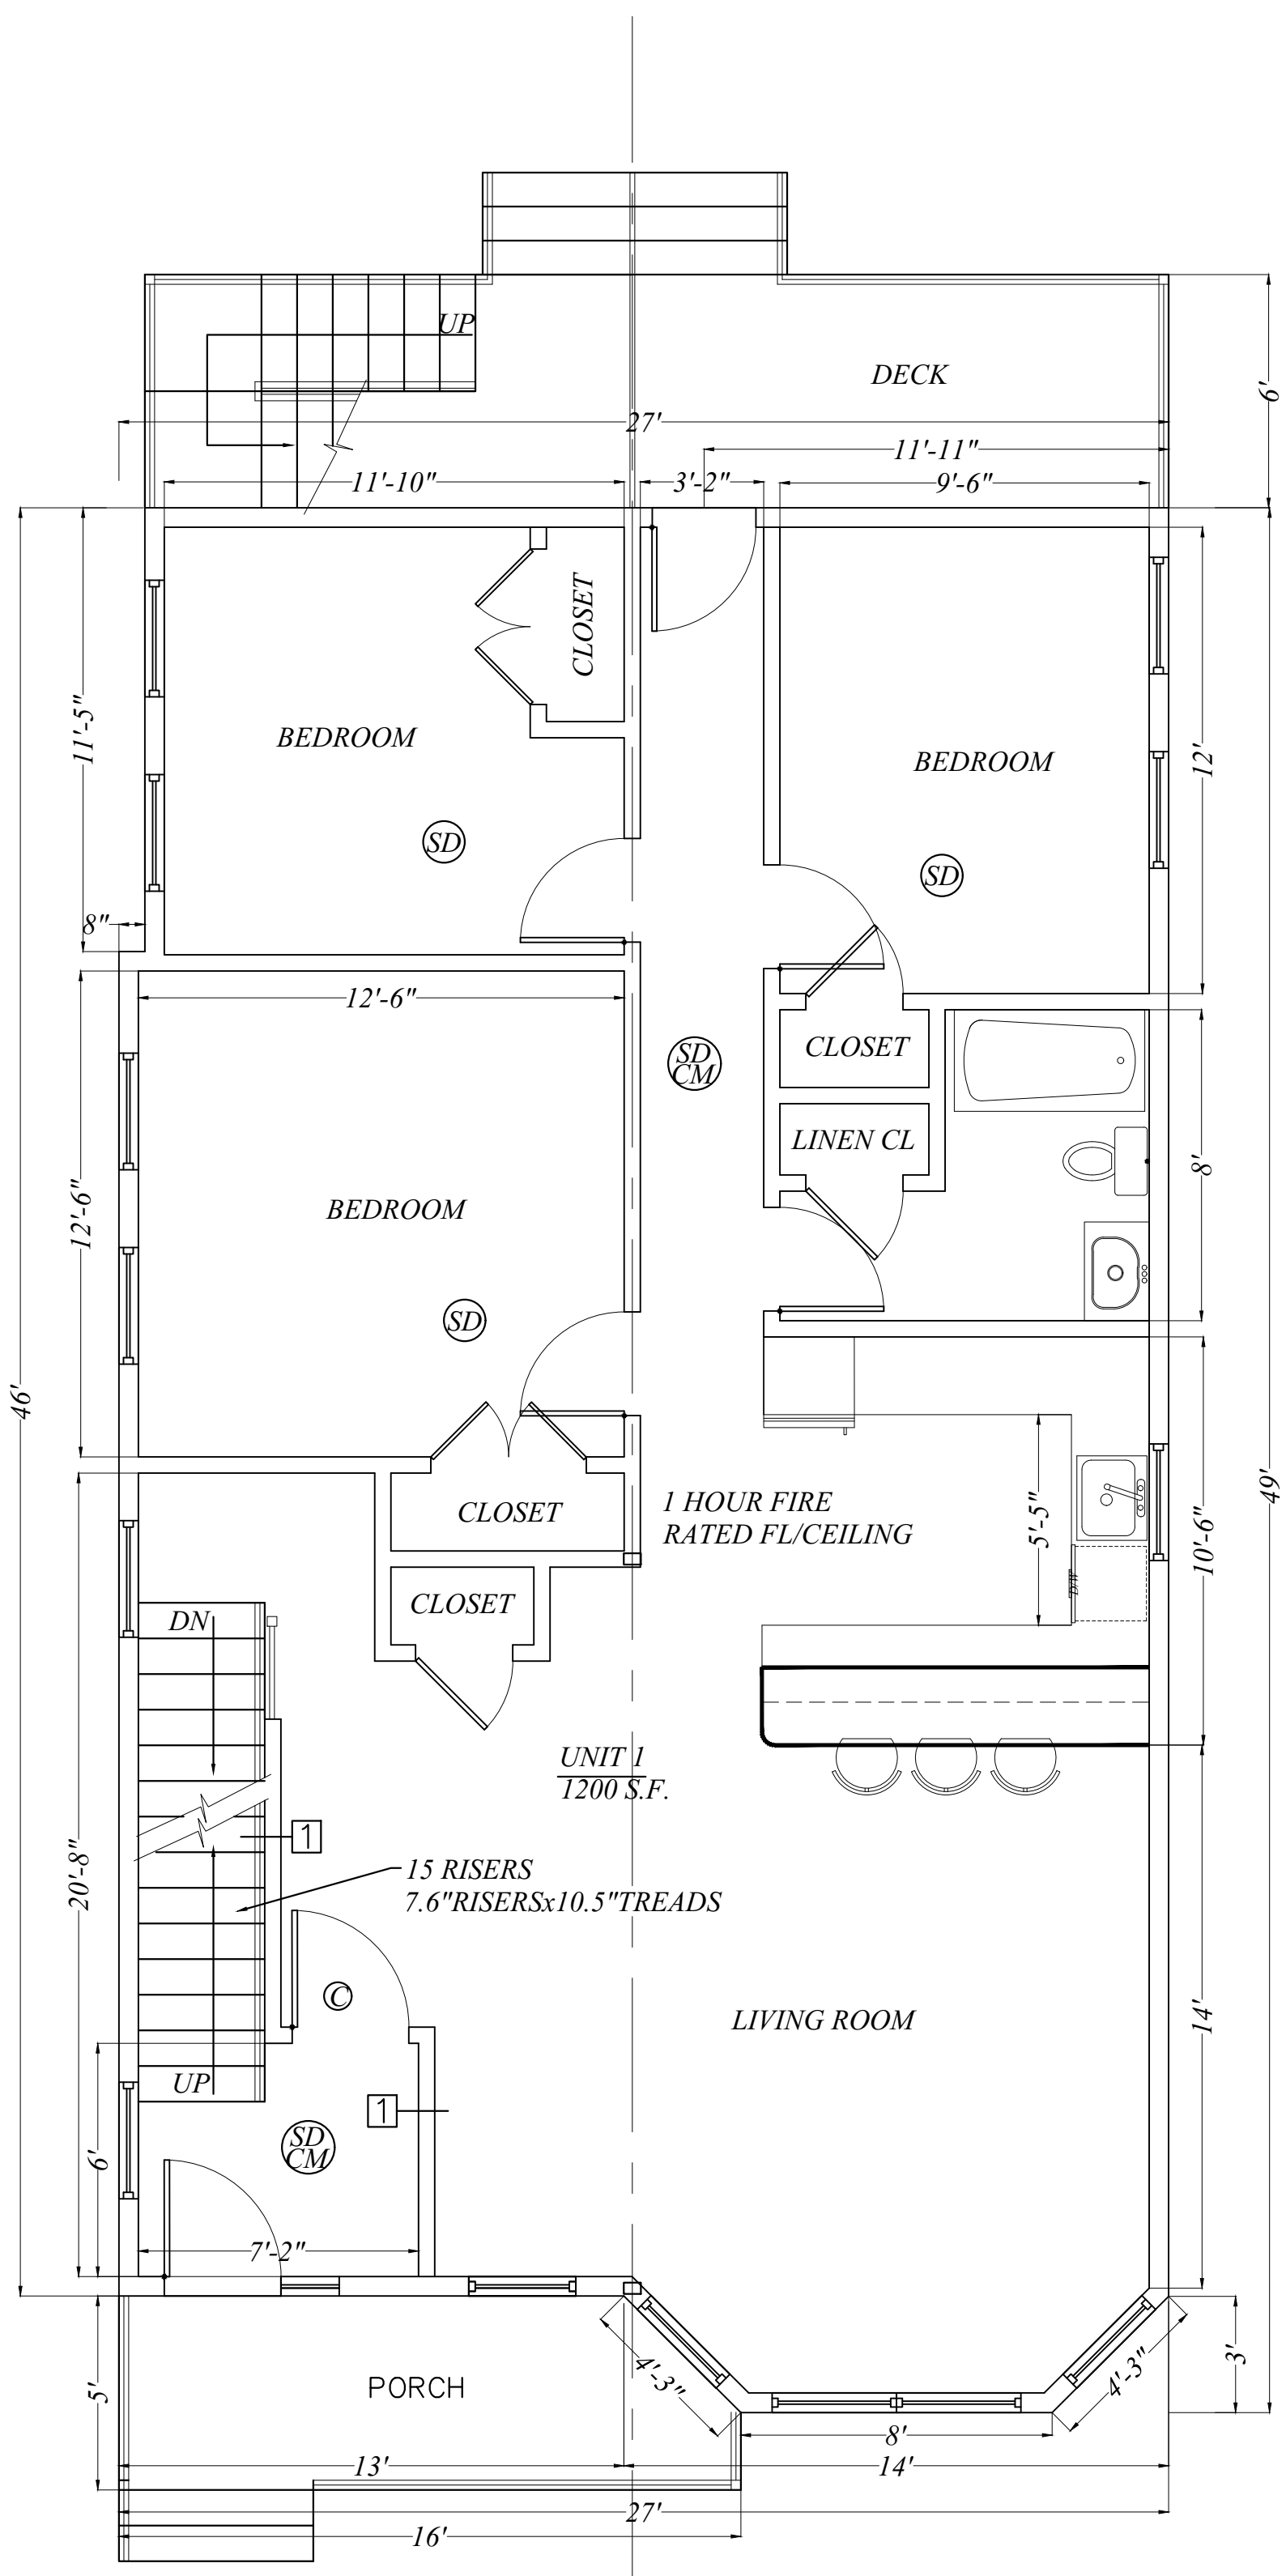 UP
DECK
6'
27'
11'-11"
11'-10"
3'-2"
9'-6"
CLOSET
11'-5"
BEDROOM
BEDROOM
12'
SD
SD
8"
12'-6"
SD
CM
CLOSET
LINEN CL
8'
12'-6"
BEDROOM
SD
46'
49'
CLOSET
1 HOUR FIRE
RATED FL/CEILING
5'-5"
10'-6"
D/W
CLOSET
DN
UNIT 1
1200 S.F.
1
20'-8"
15 RISERS
7.6"RISERSx10.5"TREADS
C
LIVING ROOM
14'
UP
1
SD
CM
6'
7'-2"
4'-3"
4'-3"
3'
PORCH
5'
8'
13'
14'
27'
16'